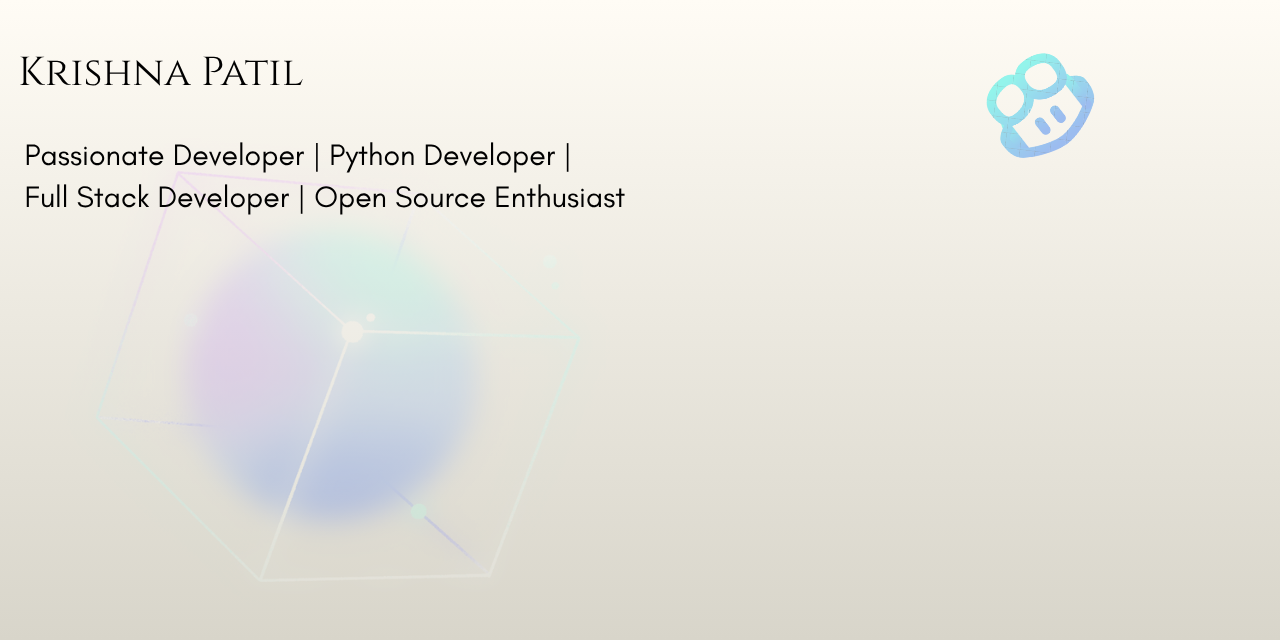 Krishna Patil
Passionate Developer | Python Developer |
Full Stack Developer | Open Source Enthusiast